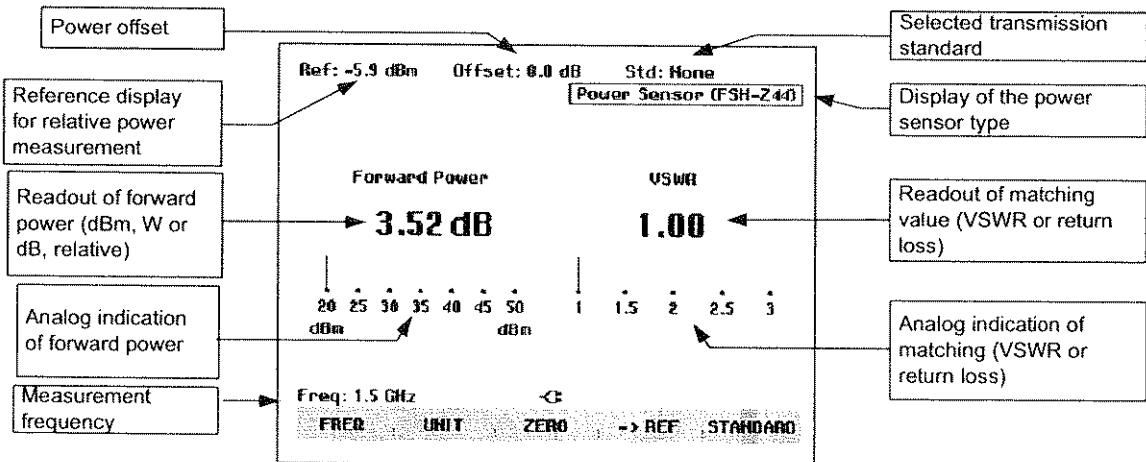 Power offset
Selected transmission
standard
Ref: -5.9 dBm Offset: 0.0 dB Std: None
Power Sensor (FSH-Z44)
Reference display
for relative power
measurement
Display of the power
sensor type
Forward Power VSWR
Readout of forward
power (dBm, W or
dB, relative)
3.52 dB 1.00
Readout of matching
value (VSWR or return
loss)
20 25 30 35 40 45 50 1 1.5 2 2.5 3
dBm dBm
Analog indication
of forward power
Analog indication of
matching (VSWR or
return loss)
Measurement
frequency
Freq: 1.5 GHz
FREQ UNIT ZERO -> REF STANDARD